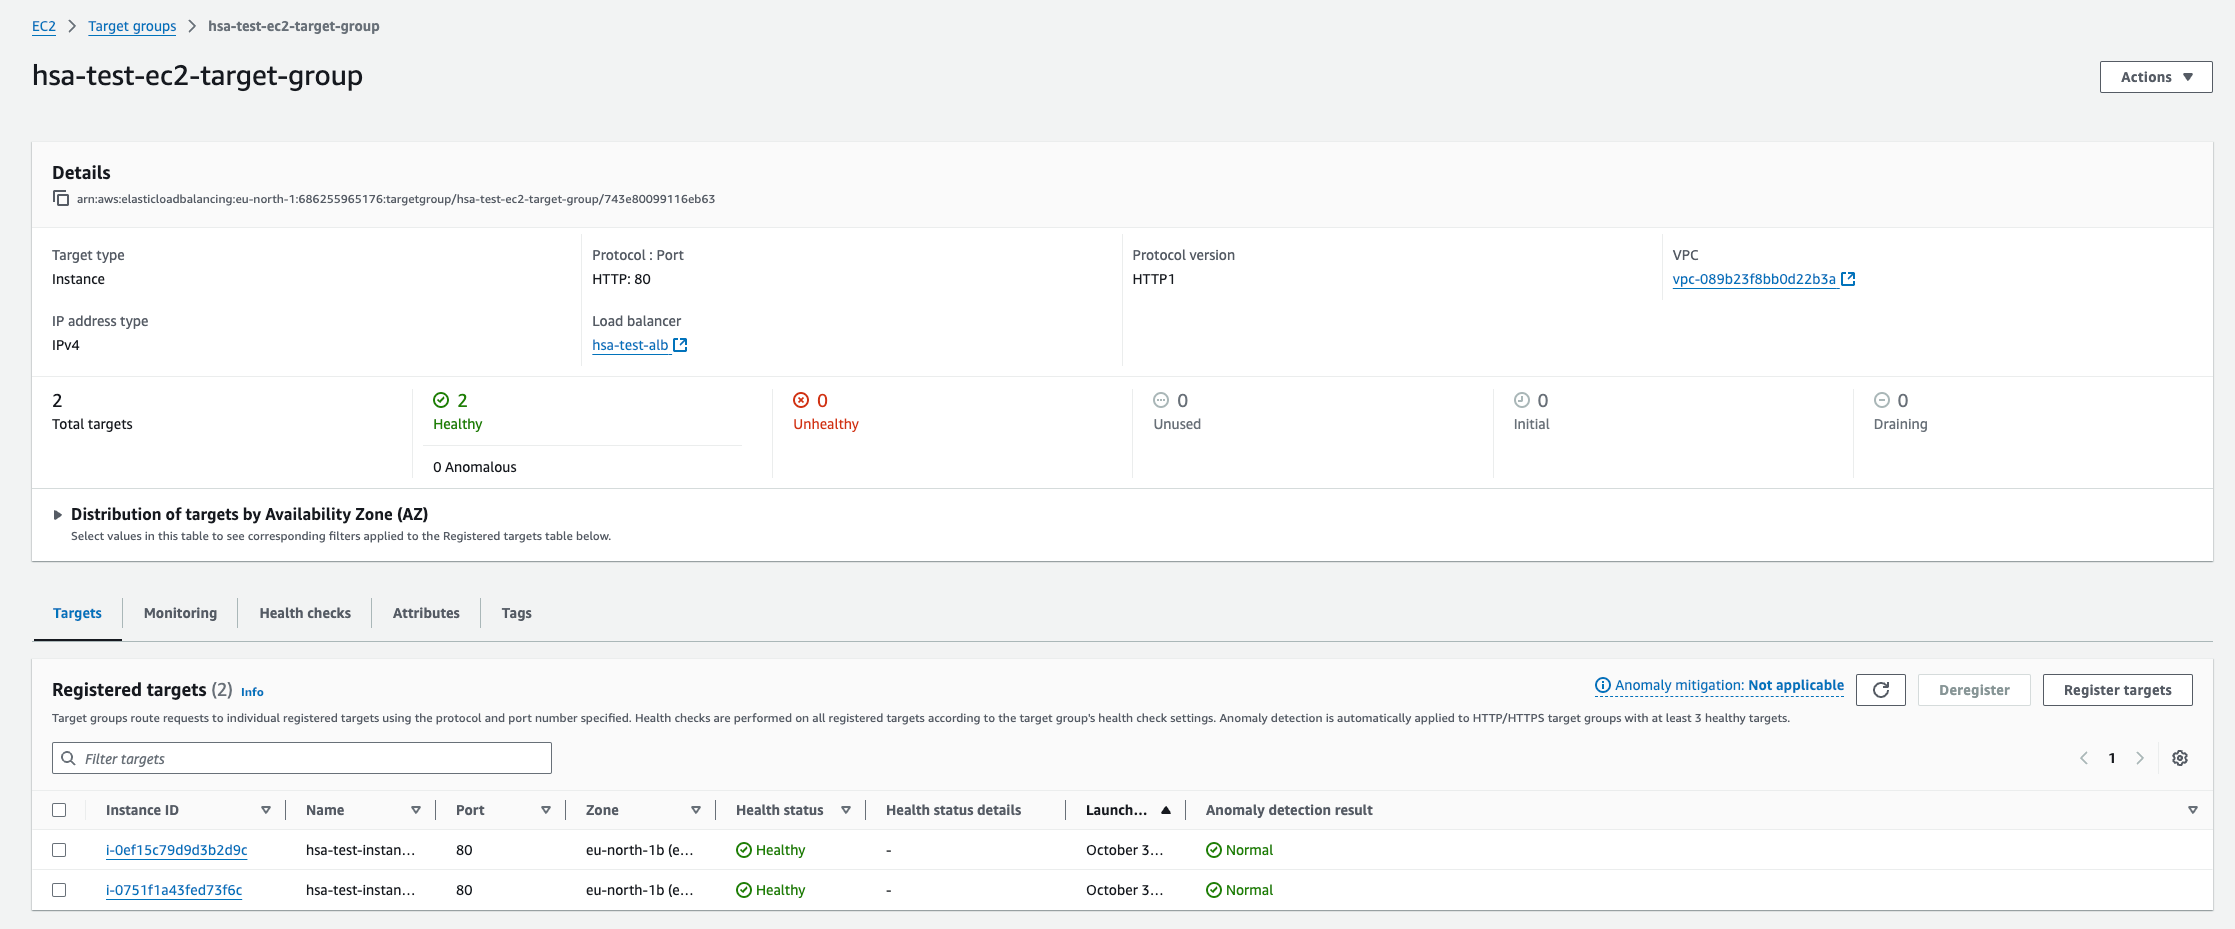 EC2 > Target groups > hsa-test-ec2-target-group
hsa-test-ec2-target-group
Actions
Details
arn:aws:elasticloadbalancing:eu-north-1:686255965176:targetgroup/hsa-test-ec2-target-group/743e80099116eb63
Target type Protocol : Port Protocol version VPC
Instance HTTP: 80 HTTP1 vpc-089b23f8bb0d22b3a
IP address type Load balancer
IPv4 hsa-test-alb
2 2 0 0 0 0
Total targets Healthy Unhealthy Unused Initial Draining
0 Anomalous
Distribution of targets by Availability Zone (AZ)
Select values in this table to see corresponding filters applied to the Registered targets table below.
Targets Monitoring Health checks Attributes Tags
Registered targets (2) Info Anomaly mitigation: Not applicable Deregister Register targets
Target groups route requests to individual registered targets using the protocol and port number specified. Health checks are performed on all registered targets according to the target group's health check settings. Anomaly detection is automatically applied to HTTP/HTTPS target groups with at least 3 healthy targets.
Filter targets 1
Instance ID Name Port Zone Health status Health status details Launch... Anomaly detection result
i-0ef15c79d9d3b2d9c hsa-test-instan... 80 eu-north-1b (e... Healthy - October 3... Normal
i-0751f1a43fed73f6c hsa-test-instan... 80 eu-north-1b (e... Healthy - October 3... Normal